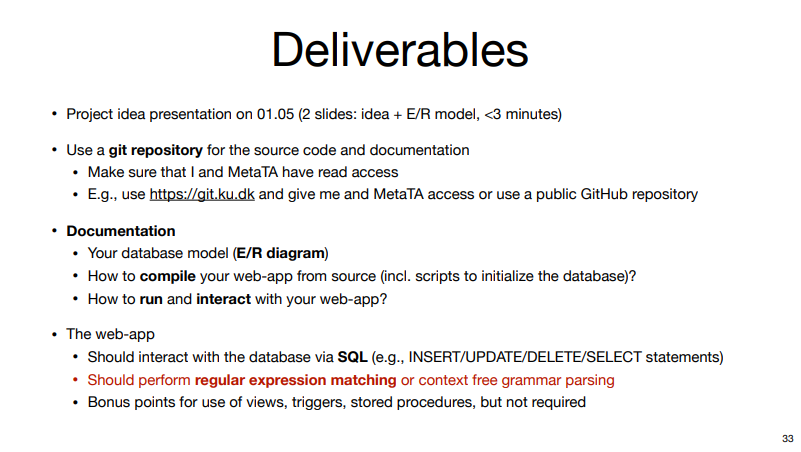 Deliverables
• Project idea presentation on 01.05 (2 slides: idea + E/R model, <3 minutes)
• Use a git repository for the source code and documentation
• Make sure that I and MetaTA have read access
• E.g., use https://git.ku.dk and give me and MetaTA access or use a public GitHub repository
• Documentation
• Your database model (E/R diagram)
• How to compile your web-app from source (incl. scripts to initialize the database)?
• How to run and interact with your web-app?
• The web-app
• Should interact with the database via SQL (e.g., INSERT/UPDATE/DELETE/SELECT statements)
• Should perform regular expression matching or context free grammar parsing
• Bonus points for use of views, triggers, stored procedures, but not required
33